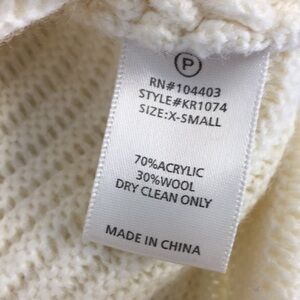 P
RN#104403
STYLE#KR1074
SIZE:X-SMALL
70%ACRYLIC
30%WOOL
DRY CLEAN ONLY
MADE IN CHINA